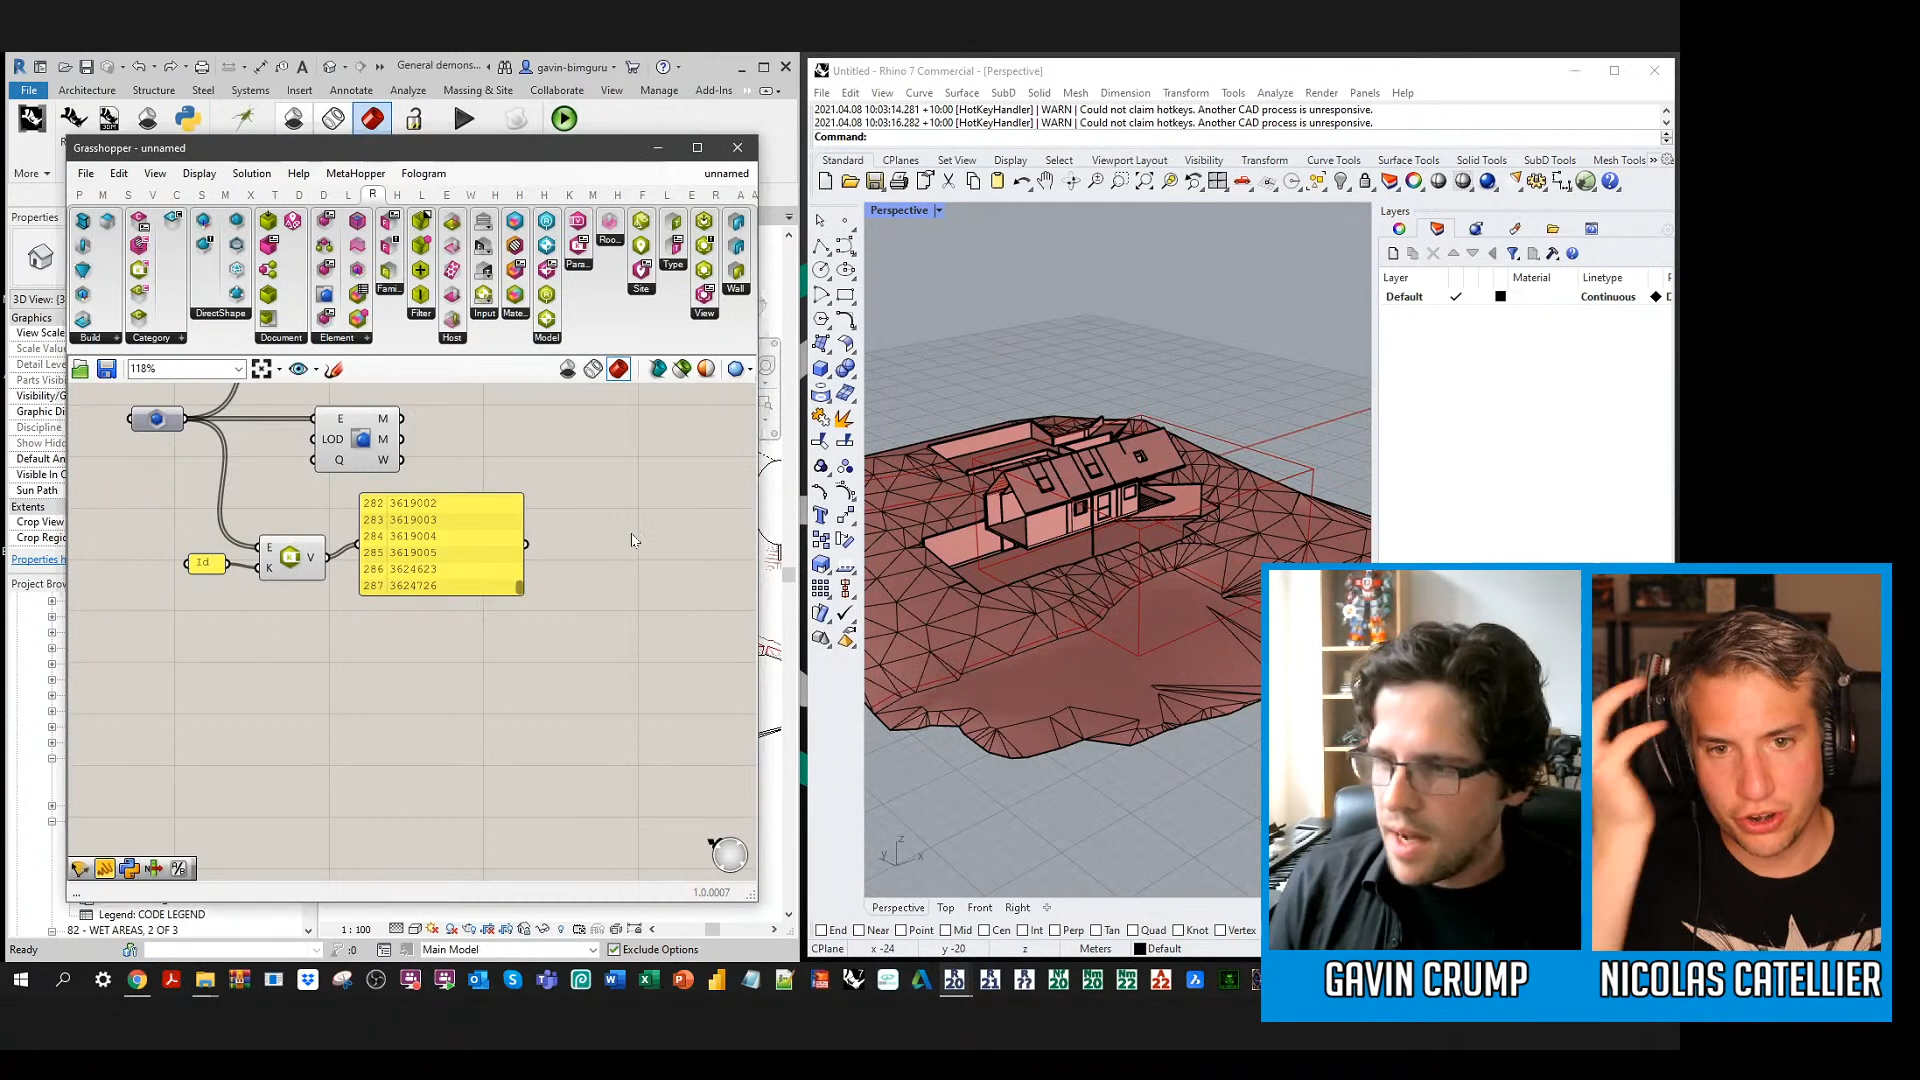 General demons...
gavin-bimguru
File Architecture Structure Steel Systems Insert Annotate Analyze Massing & Site Collaborate View Manage Add-Ins
More
Properties
3D View: {3
Graphics
View Scale
Scale Value
Detail Leve
Parts Visibil
Visibility/G
Graphic Di
Discipline
Show Hid
Default An
Visible In C
Sun Path
Extents
Crop View
Crop Regio
Properties h
Project Brow
Grasshopper - unnamed
File Edit View Display Solution Help MetaHopper Fologram unnamed
P M S V C S M X T D D K H L E W H K M H F L E R A A
Roo...
Para...
Type
Fami...
Site
Wall
DirectShape
Filter
Input
Mate...
View
Build
Category
Document
Element
Host
Model
118%
E M
LOD M
Q W
282 3619002
283 3619003
284 3619004
285 3619005
286 3624623
287 3624726
Id
E
K
V
...
1.0.0007
Legend: CODE LEGEND
82 - WET AREAS, 2 OF 3
1 : 100
Ready
:0
Main Model
Exclude Options
Untitled - Rhino 7 Commercial - [Perspective]
File Edit View Curve Surface SubD Solid Mesh Dimension Transform Tools Analyze Render Panels Help
2021.04.08 10:03:14.281 +10:00 [HotKeyHandler] | WARN | Could not claim hotkeys. Another CAD process is unresponsive.
2021.04.08 10:03:16.282 +10:00 [HotKeyHandler] | WARN | Could not claim hotkeys. Another CAD process is unresponsive.
Command:
Standard CPlanes Set View Display Select Viewport Layout Visibility Transform Curve Tools Surface Tools Solid Tools SubD Tools Mesh Tools
Perspective
Layers
Layer Material Linetype
Default Continuous
z
y x
Perspective Top Front Right
End Near Point Mid Cen Int Perp Tan Quad Knot Vertex
CPlane x -24 y -20 z Meters Default
GAVIN CRUMP
NICOLAS CATELLIER